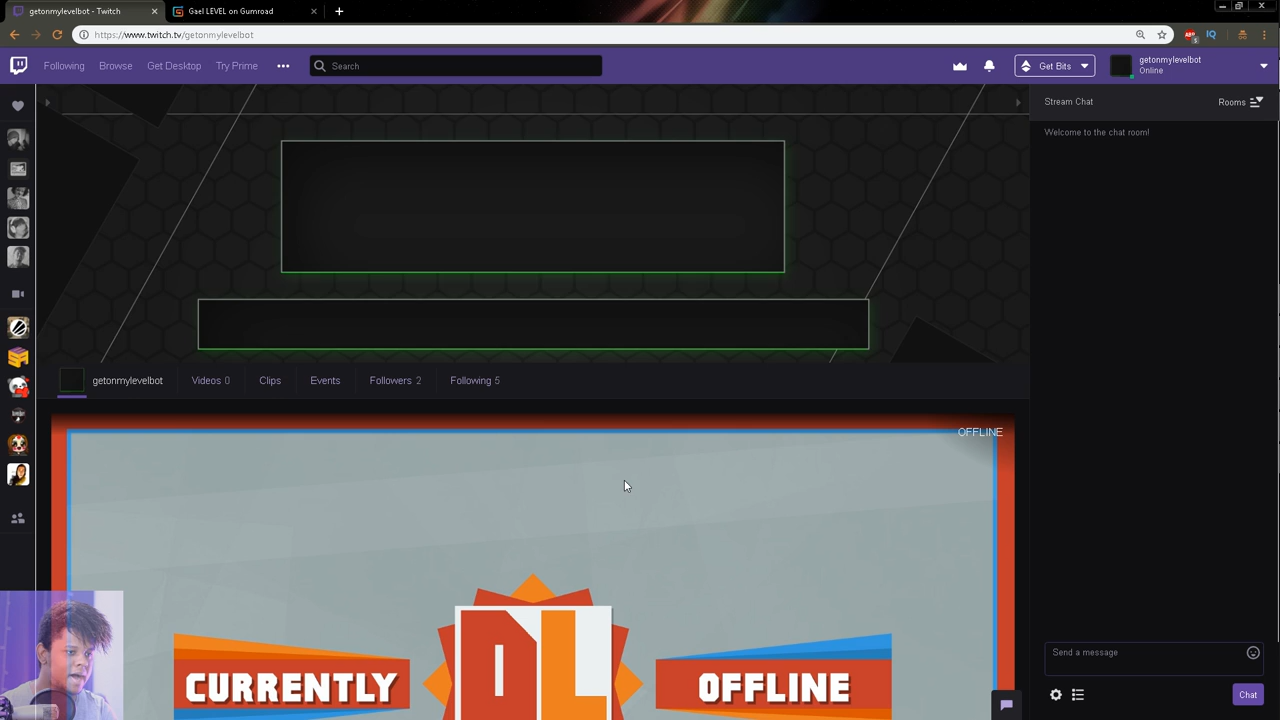 getonmylevelbot - Twitch
Gael LEVEL on Gumroad
https://www.twitch.tv/getonmylevelbot
Following
Browse
Get Desktop
Try Prime
Search
Get Bits
getonmylevelbot
Online
Stream Chat
Rooms
Welcome to the chat room!
getonmylevelbot
Videos 0
Clips
Events
Followers 2
Following 5
OFFLINE
DL
CURRENTLY
OFFLINE
Send a message
Chat